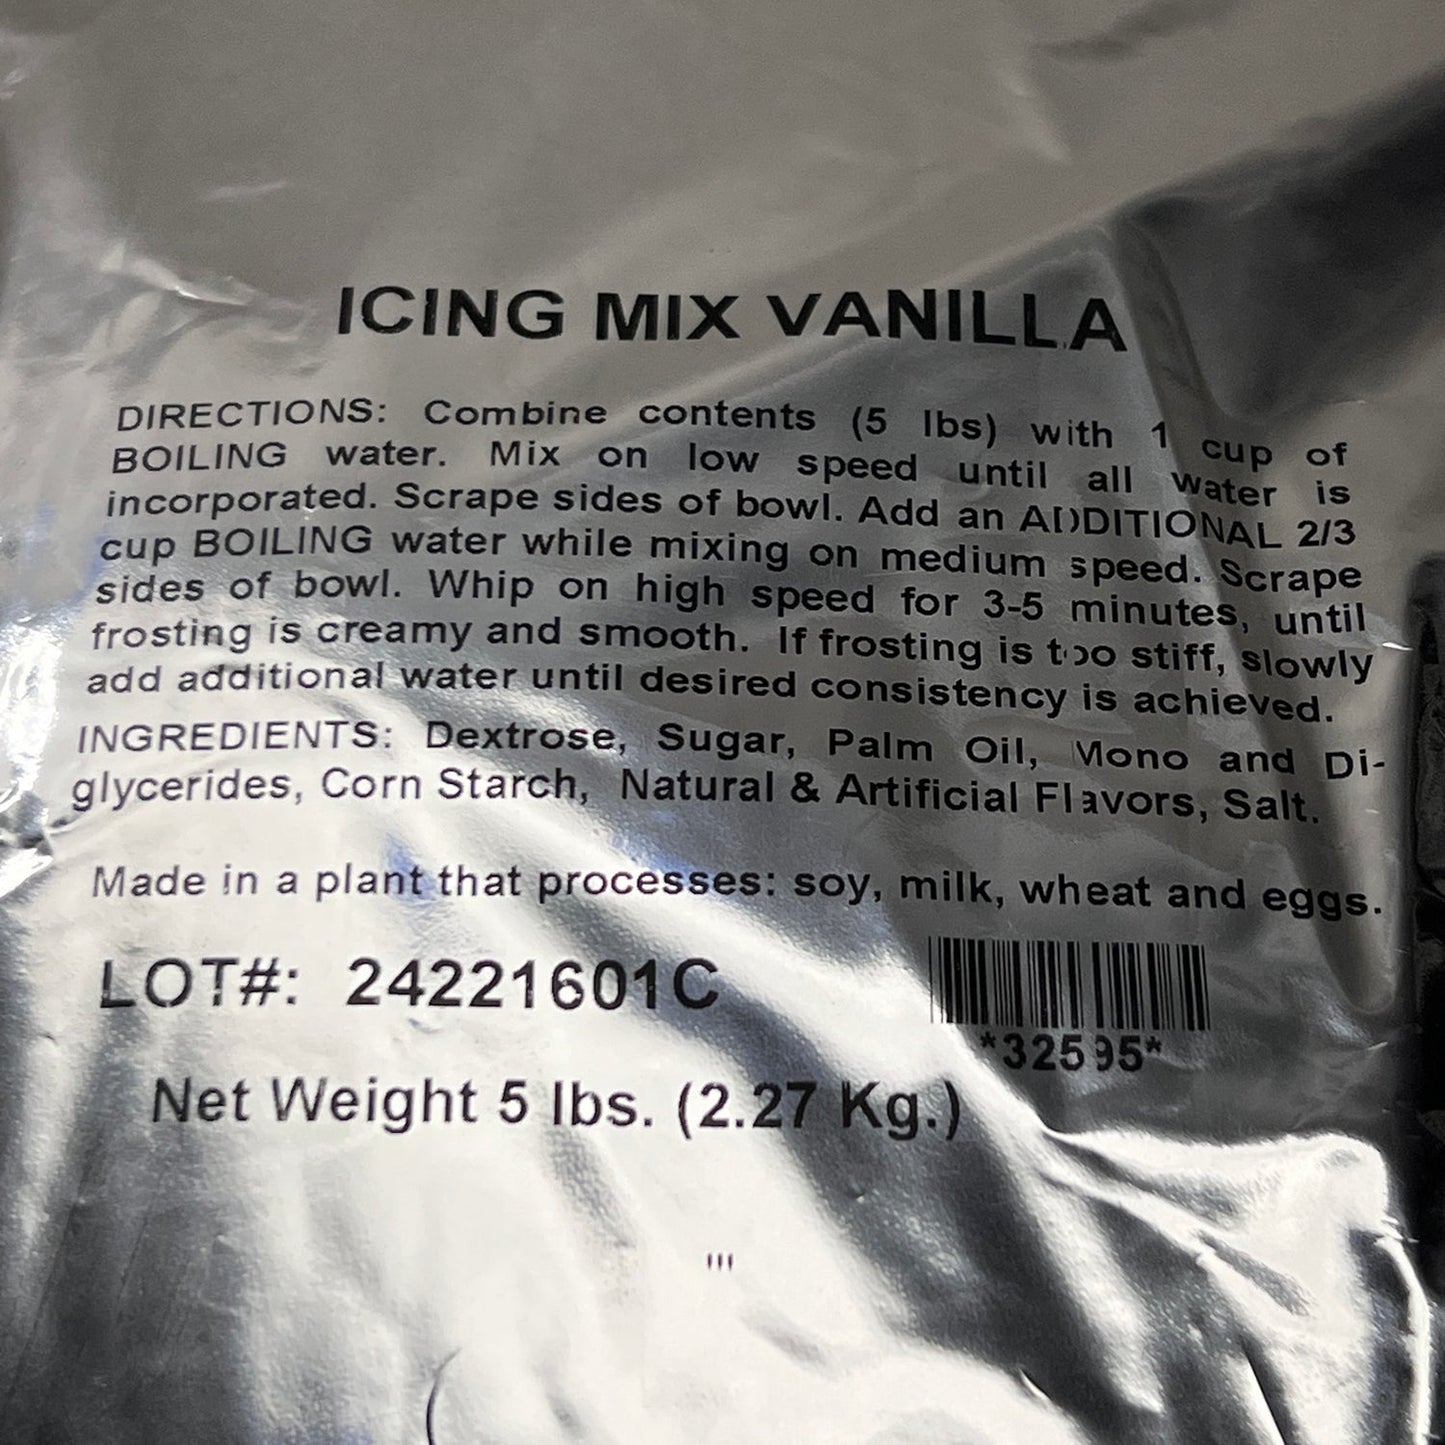 ICING MIX VANILLA
DIRECTIONS: Combine contents (5 lbs) with 1 cup of
BOILING water. Mix on low speed until all water is
incorporated. Scrape sides of bowl. Add an ADDITIONAL 2/3
cup BOILING water while mixing on medium speed. Scrape
sides of bowl. Whip on high speed for 3-5 minutes, until
frosting is creamy and smooth. If frosting is too stiff, slowly
add additional water until desired consistency is achieved.
INGREDIENTS: Dextrose, Sugar, Palm Oil, Mono and Di-
glycerides, Corn Starch, Natural & Artificial Flavors, Salt.
Made in a plant that processes: soy, milk, wheat and eggs.
LOT#: 24221601C
*32595*
Net Weight 5 lbs. (2.27 Kg.)